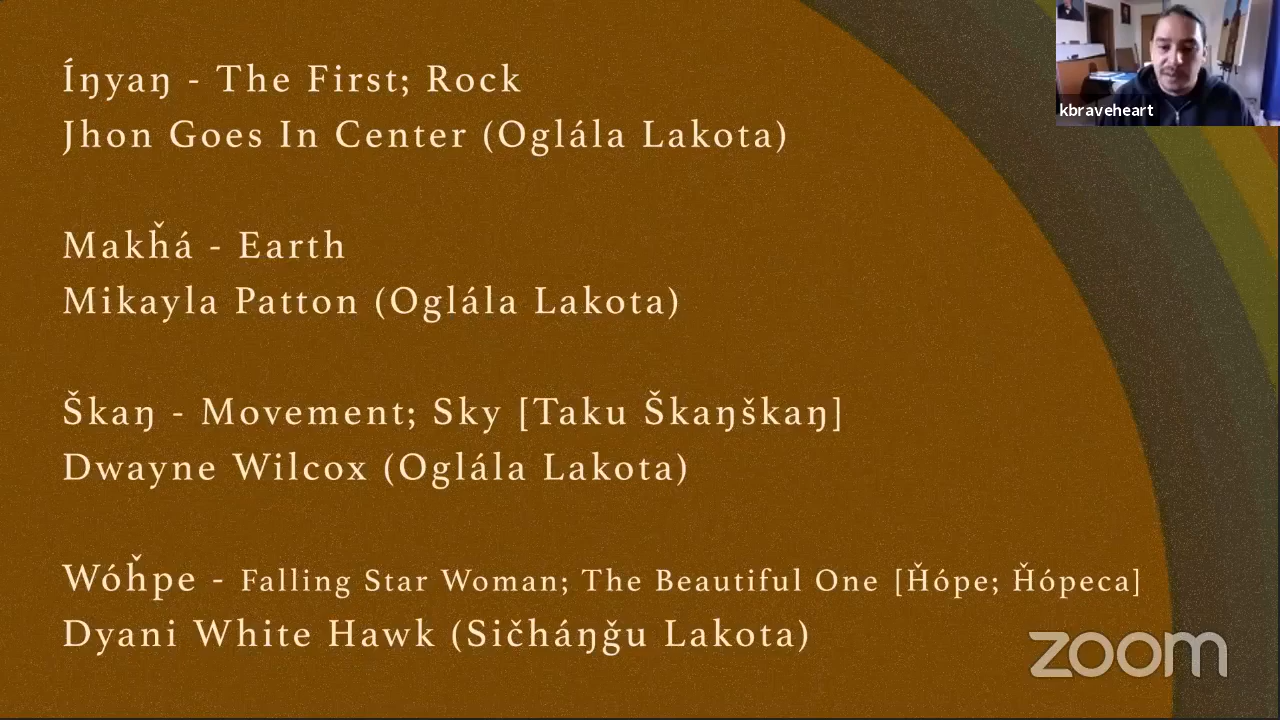 Íŋyaŋ - The First; Rock
Jhon Goes In Center (Oglála Lakota)
Makȟá - Earth
Mikayla Patton (Oglála Lakota)
Škaŋ - Movement; Sky [Taku Škaŋškaŋ]
Dwayne Wilcox (Oglála Lakota)
Wóȟpe - Falling Star Woman; The Beautiful One [Ȟópe; Ȟópeca]
Dyani White Hawk (Sičháŋǧu Lakota)
kbraveheart
zoom